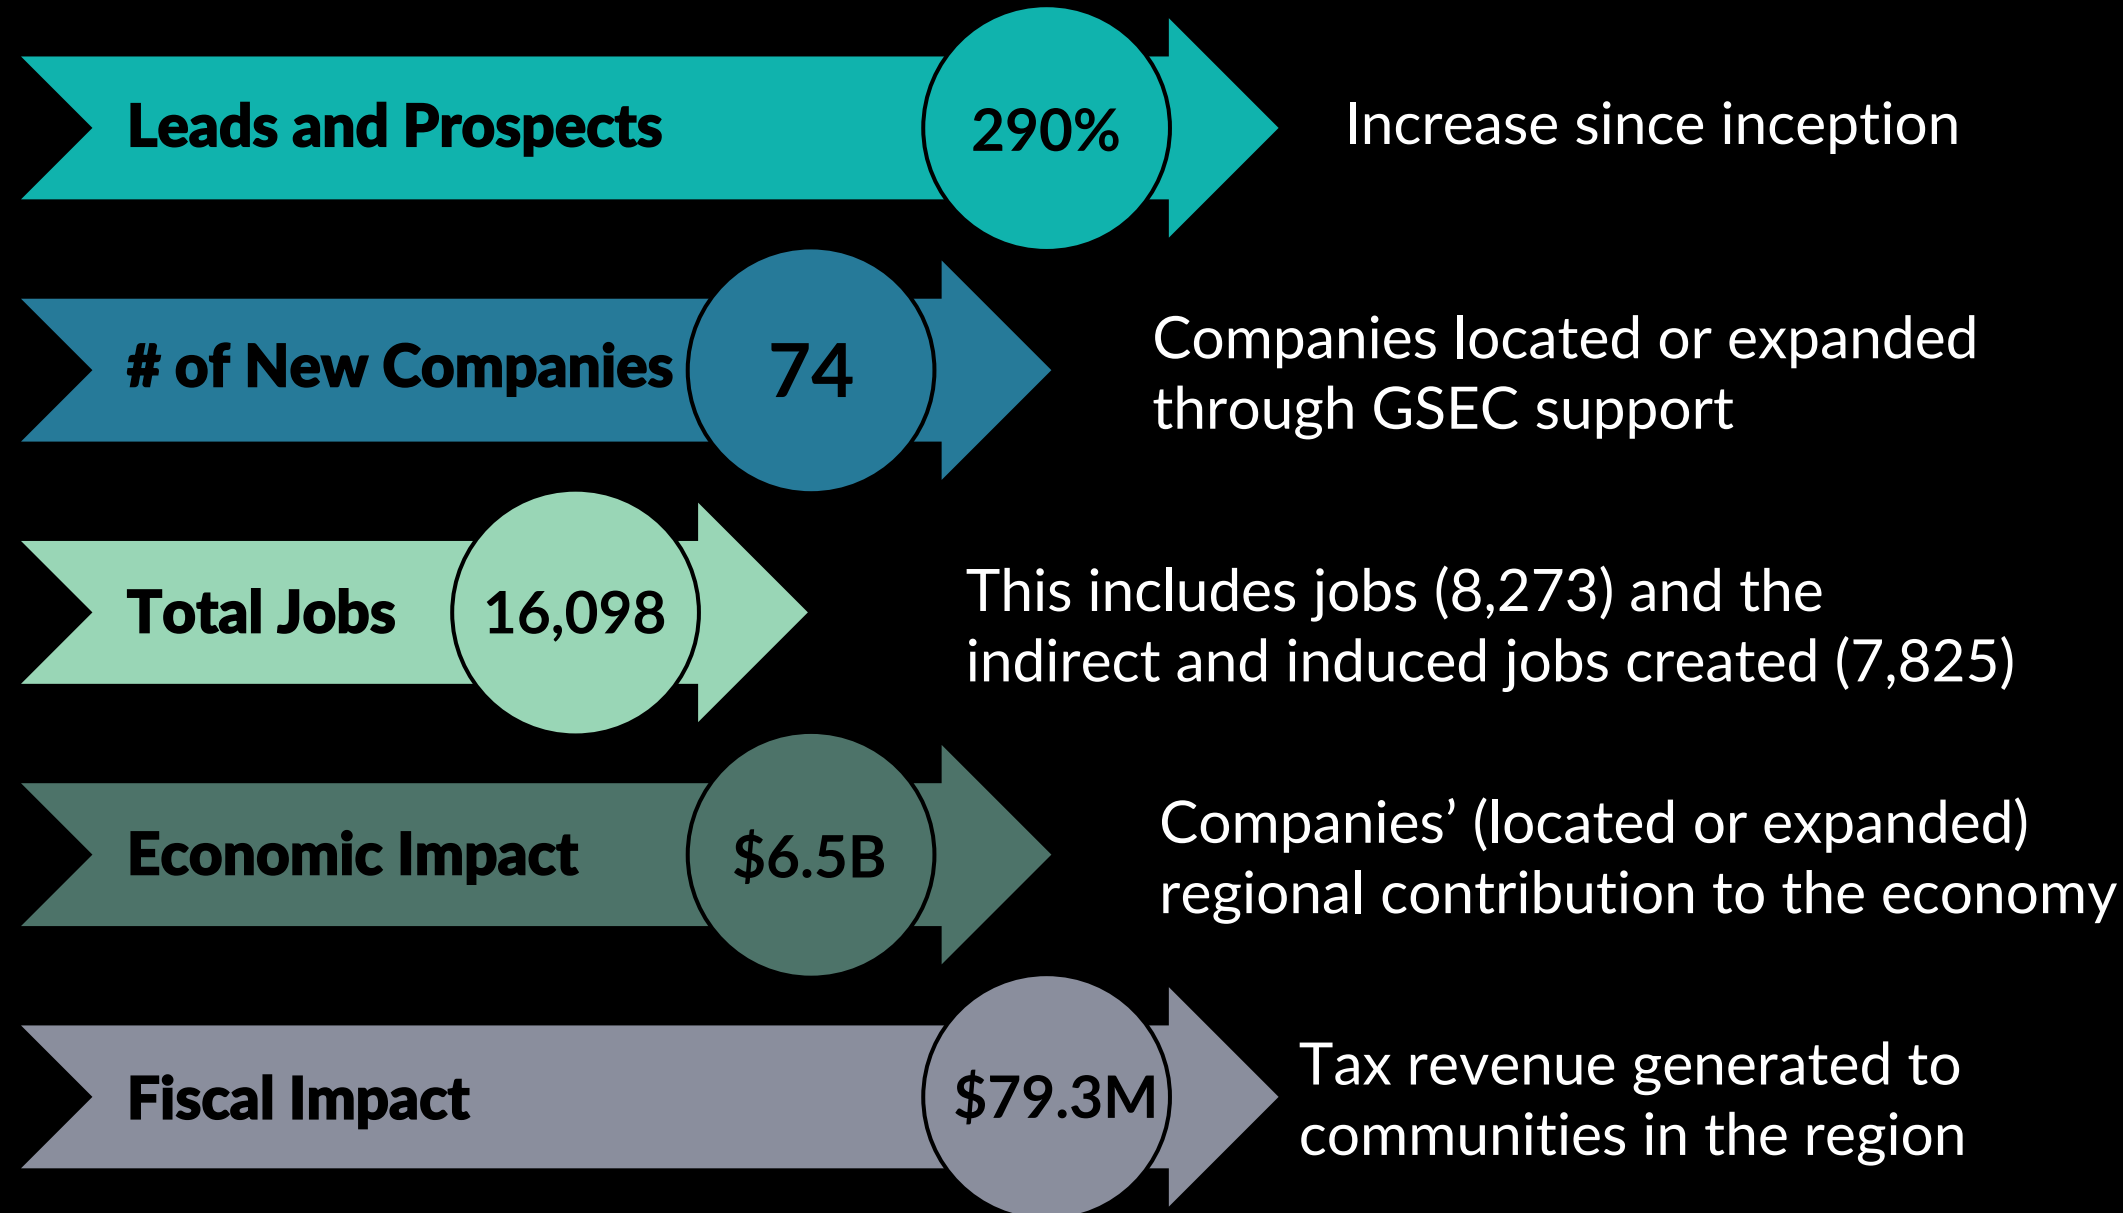 Leads and Prospects
290%
Increase since inception
# of New Companies
74
Companies located or expanded
through GSEC support
Total Jobs
16,098
This includes jobs (8,273) and the
indirect and induced jobs created (7,825)
Economic Impact
$6.5B
Companies’ (located or expanded)
regional contribution to the economy
Fiscal Impact
$79.3M
Tax revenue generated to
communities in the region